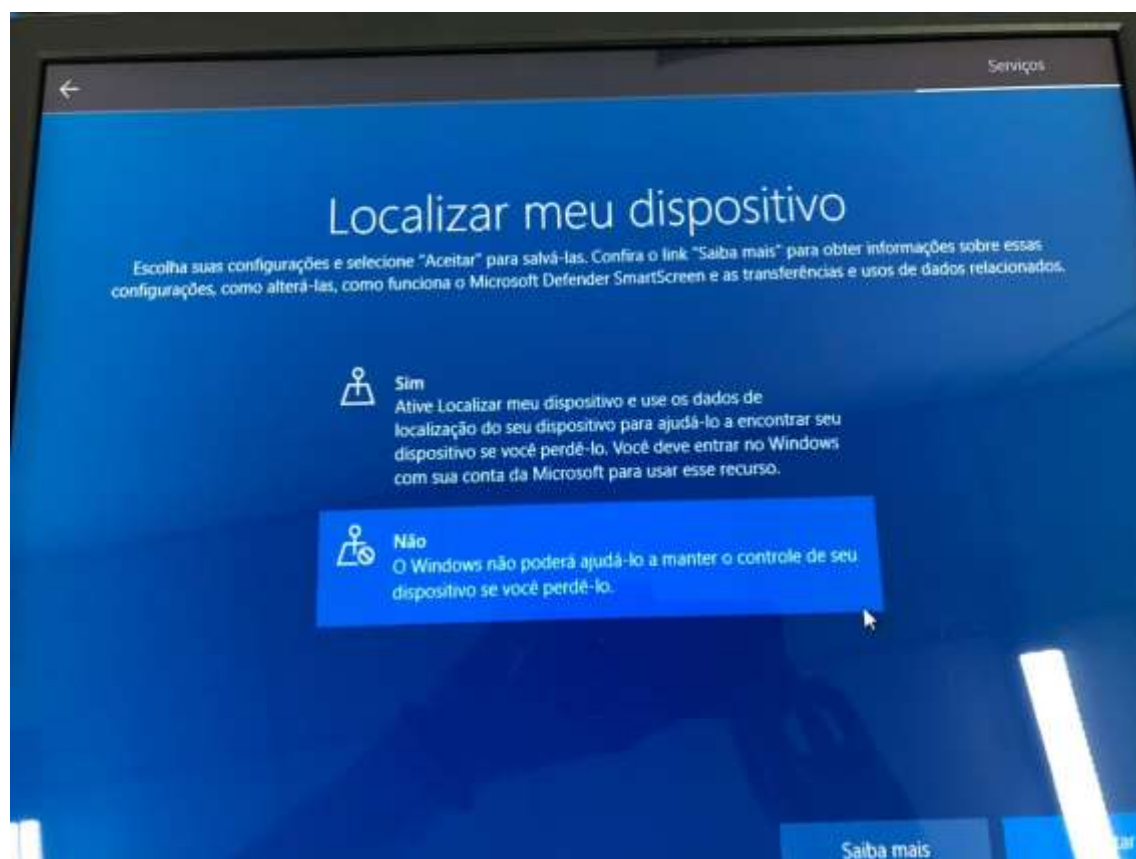 Serviços
Localizar meu dispositivo
Escolha suas configurações e selecione "Aceitar" para salvá-las. Confira o link "Saiba mais" para obter informações sobre essas
configurações, como alterá-las, como funciona o Microsoft Defender SmartScreen e as transferências e usos de dados relacionados.
Sim
Ative Localizar meu dispositivo e use os dados de
localização do seu dispositivo para ajudá-lo a encontrar seu
dispositivo se você perdê-lo. Você deve entrar no Windows
com sua conta da Microsoft para usar esse recurso.
Não
O Windows não poderá ajudá-lo a manter o controle de seu
dispositivo se você perdê-lo.
Saiba mais